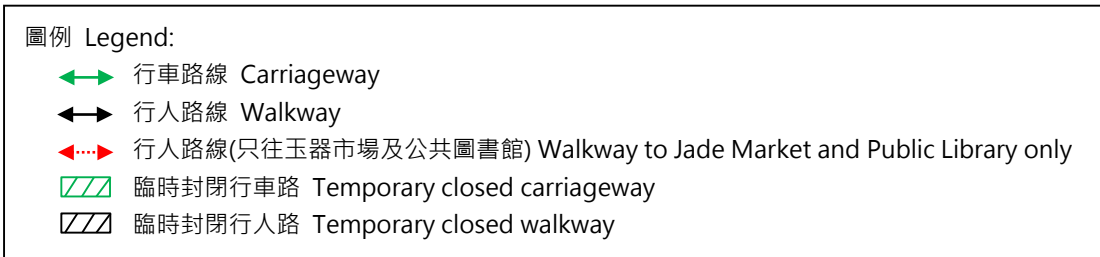 圖例 Legend:
行車路線 Carriageway
行人路線 Walkway
行人路線(只往玉器市場及公共圖書館) Walkway to Jade Market and Public Library only
臨時封閉行車路 Temporary closed carriageway
臨時封閉行人路 Temporary closed walkway